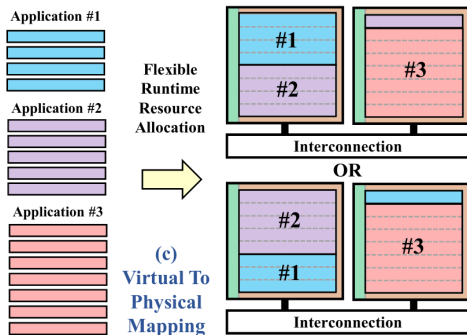 Application #1
Application #2
Application #3
Flexible
Runtime
Resource
Allocation
(c)
Virtual To
Physical
Mapping
#1
#2
#3
Interconnection
OR
#2
#1
#3
Interconnection